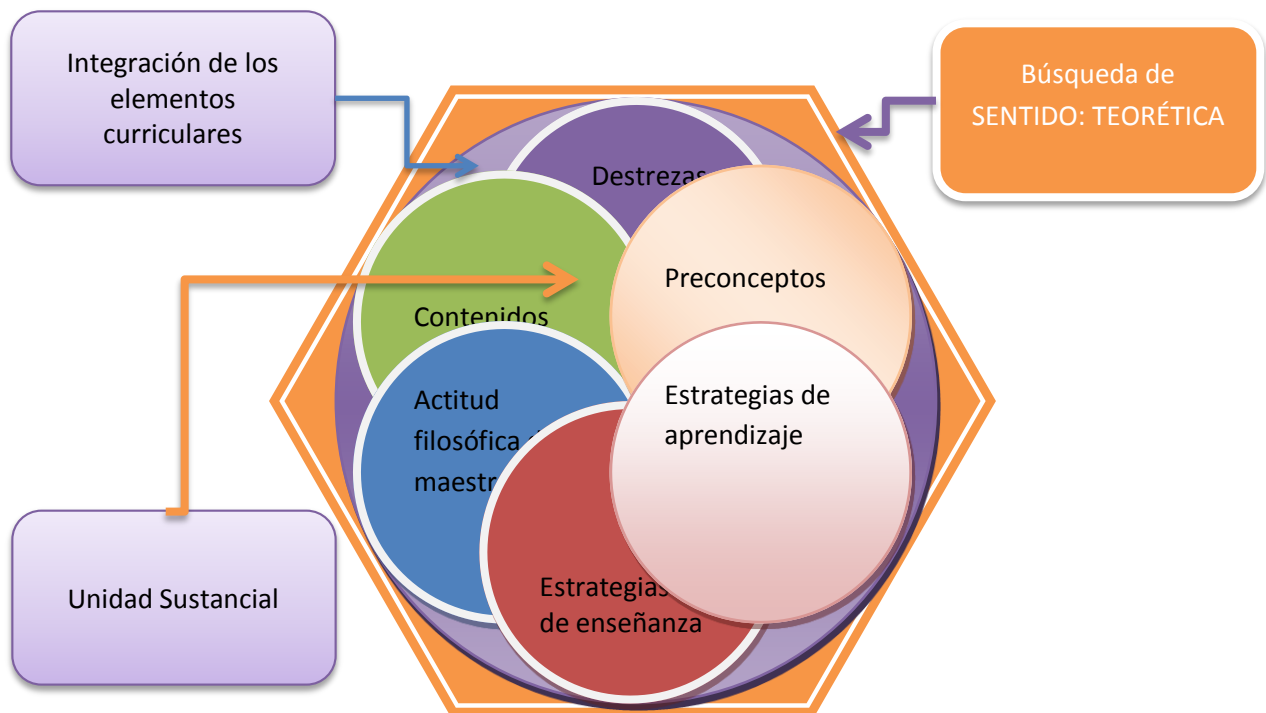 Integración de los
elementos
curriculares
Búsqueda de
SENTIDO: TEORÉTICA
Destrezas
Preconceptos
Contenidos
Actitud
filosófica
Estrategias de
aprendizaje
Estrategias
de enseñanza
Unidad Sustancial